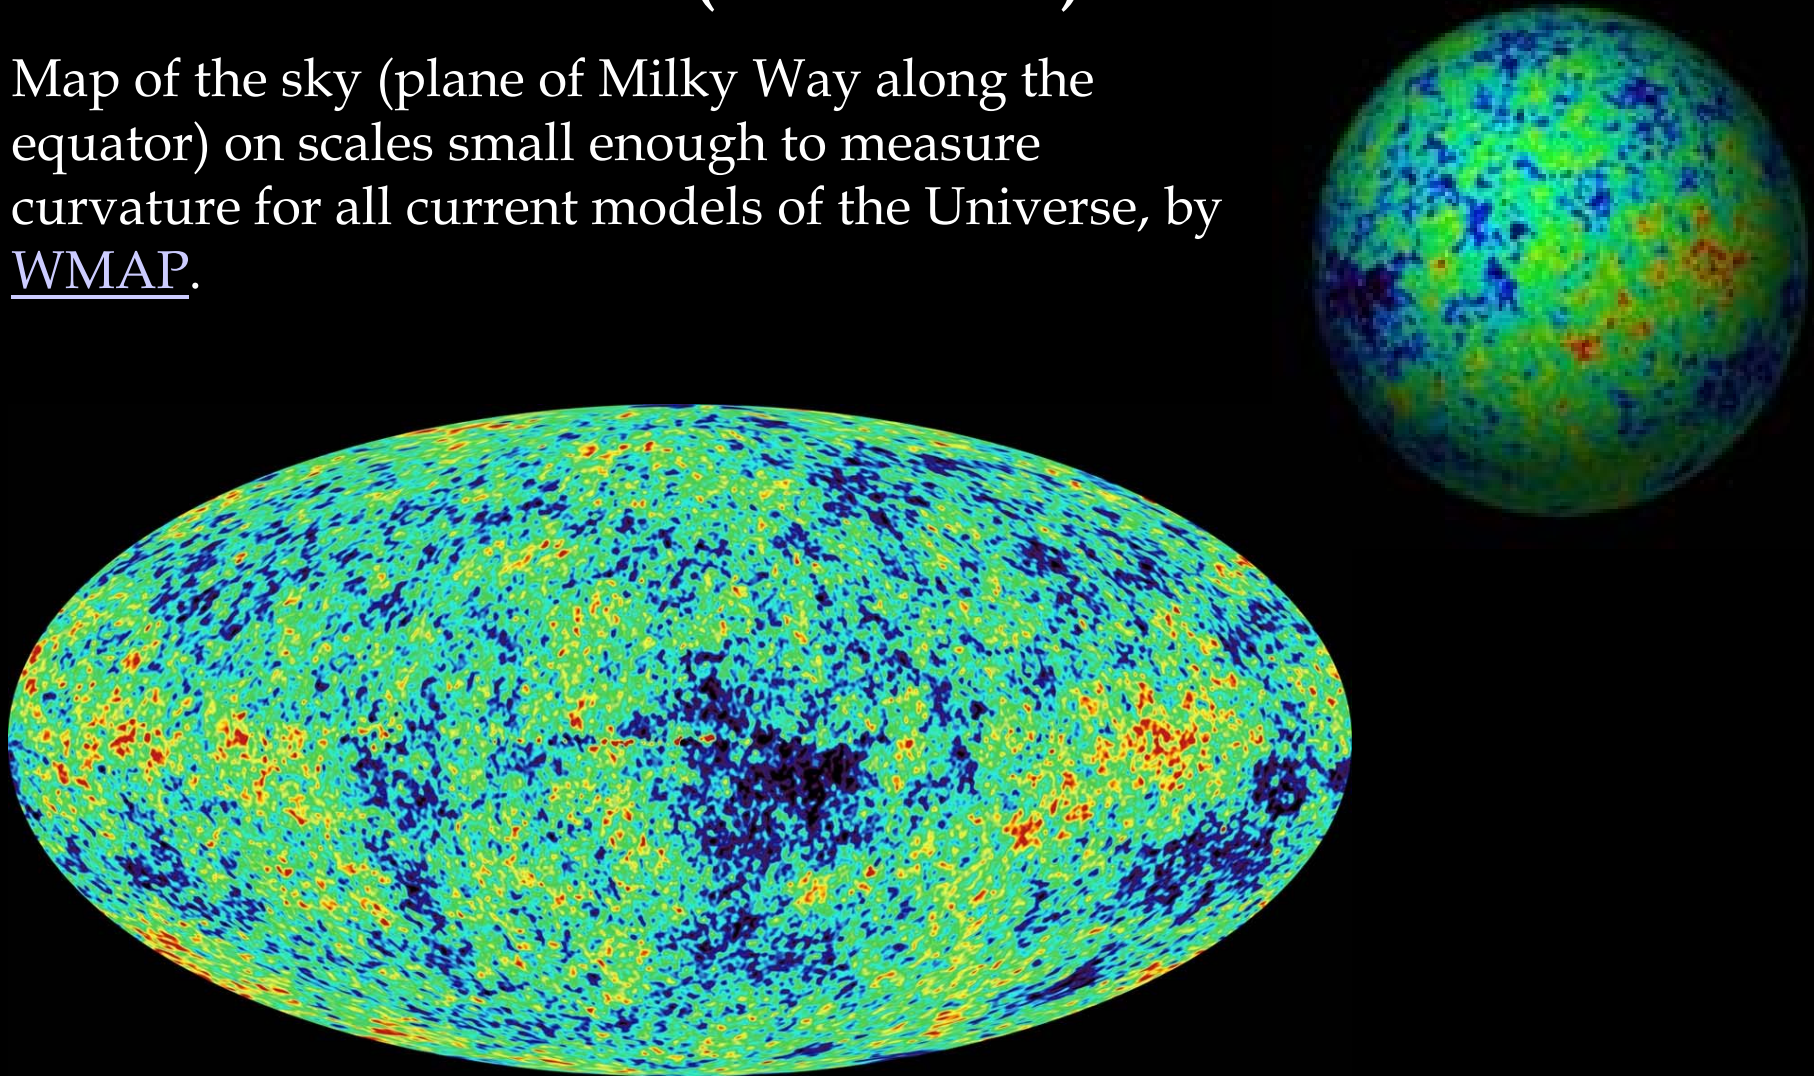 Map of the sky (plane of Milky Way along the
equator) on scales small enough to measure
curvature for all current models of the Universe, by
WMAP.